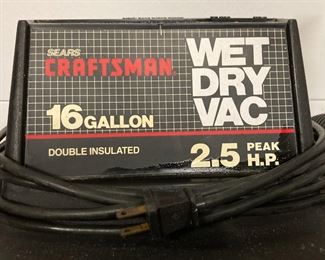 SEARS
CRAFTSMAN
WET
DRY
VAC
16 GALLON
DOUBLE INSULATED
2.5 PEAK H.P.